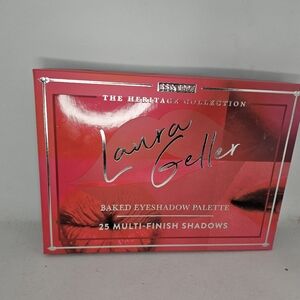 THE HERITAGE COLLECTION
Laura
Geller
BAKED EYESHADOW PALETTE
25 MULTI-FINISH SHADOWS